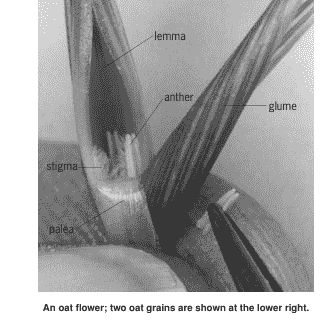 lemma
anther
glume
stigma
palea
An oat flower; two oat grains are shown at the lower right.